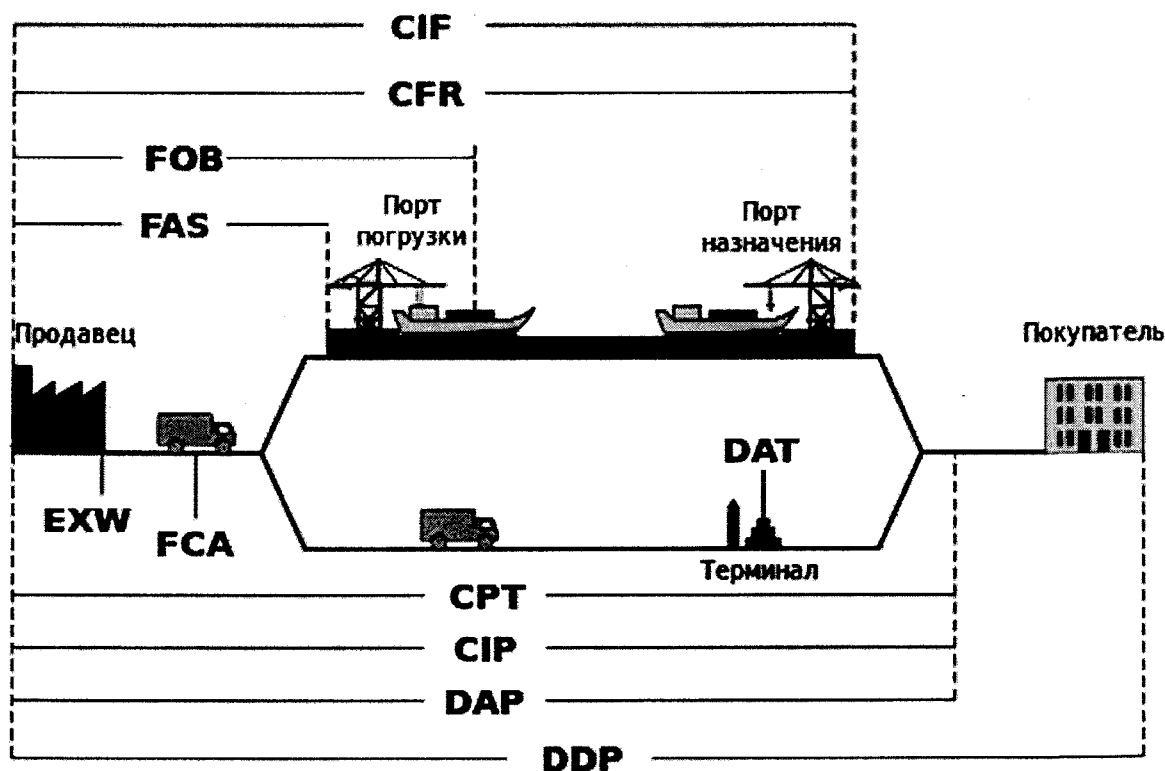 CIF
CFR
FOB
FAS
Порт
погрузки
Порт
назначения
Продавец
Покупатель
DAT
EXW
FCA
Терминал
CPT
CIP
DAP
DDP